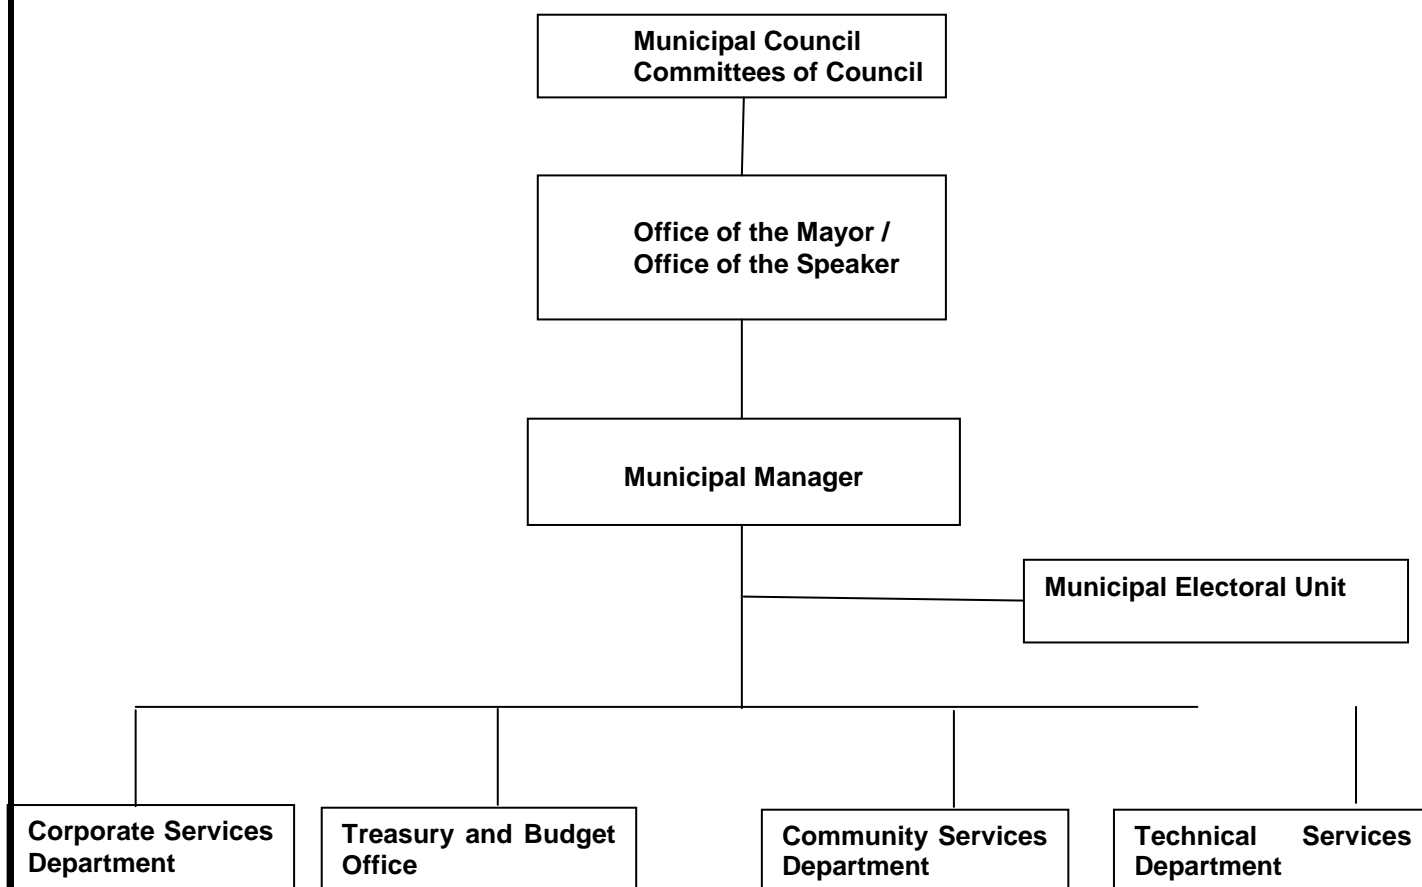 Municipal Council
Committees of Council
Office of the Mayor /
Office of the Speaker
Municipal Manager
Municipal Electoral Unit
Corporate Services
Department
Treasury and Budget
Office
Community Services
Department
Technical Services
Department